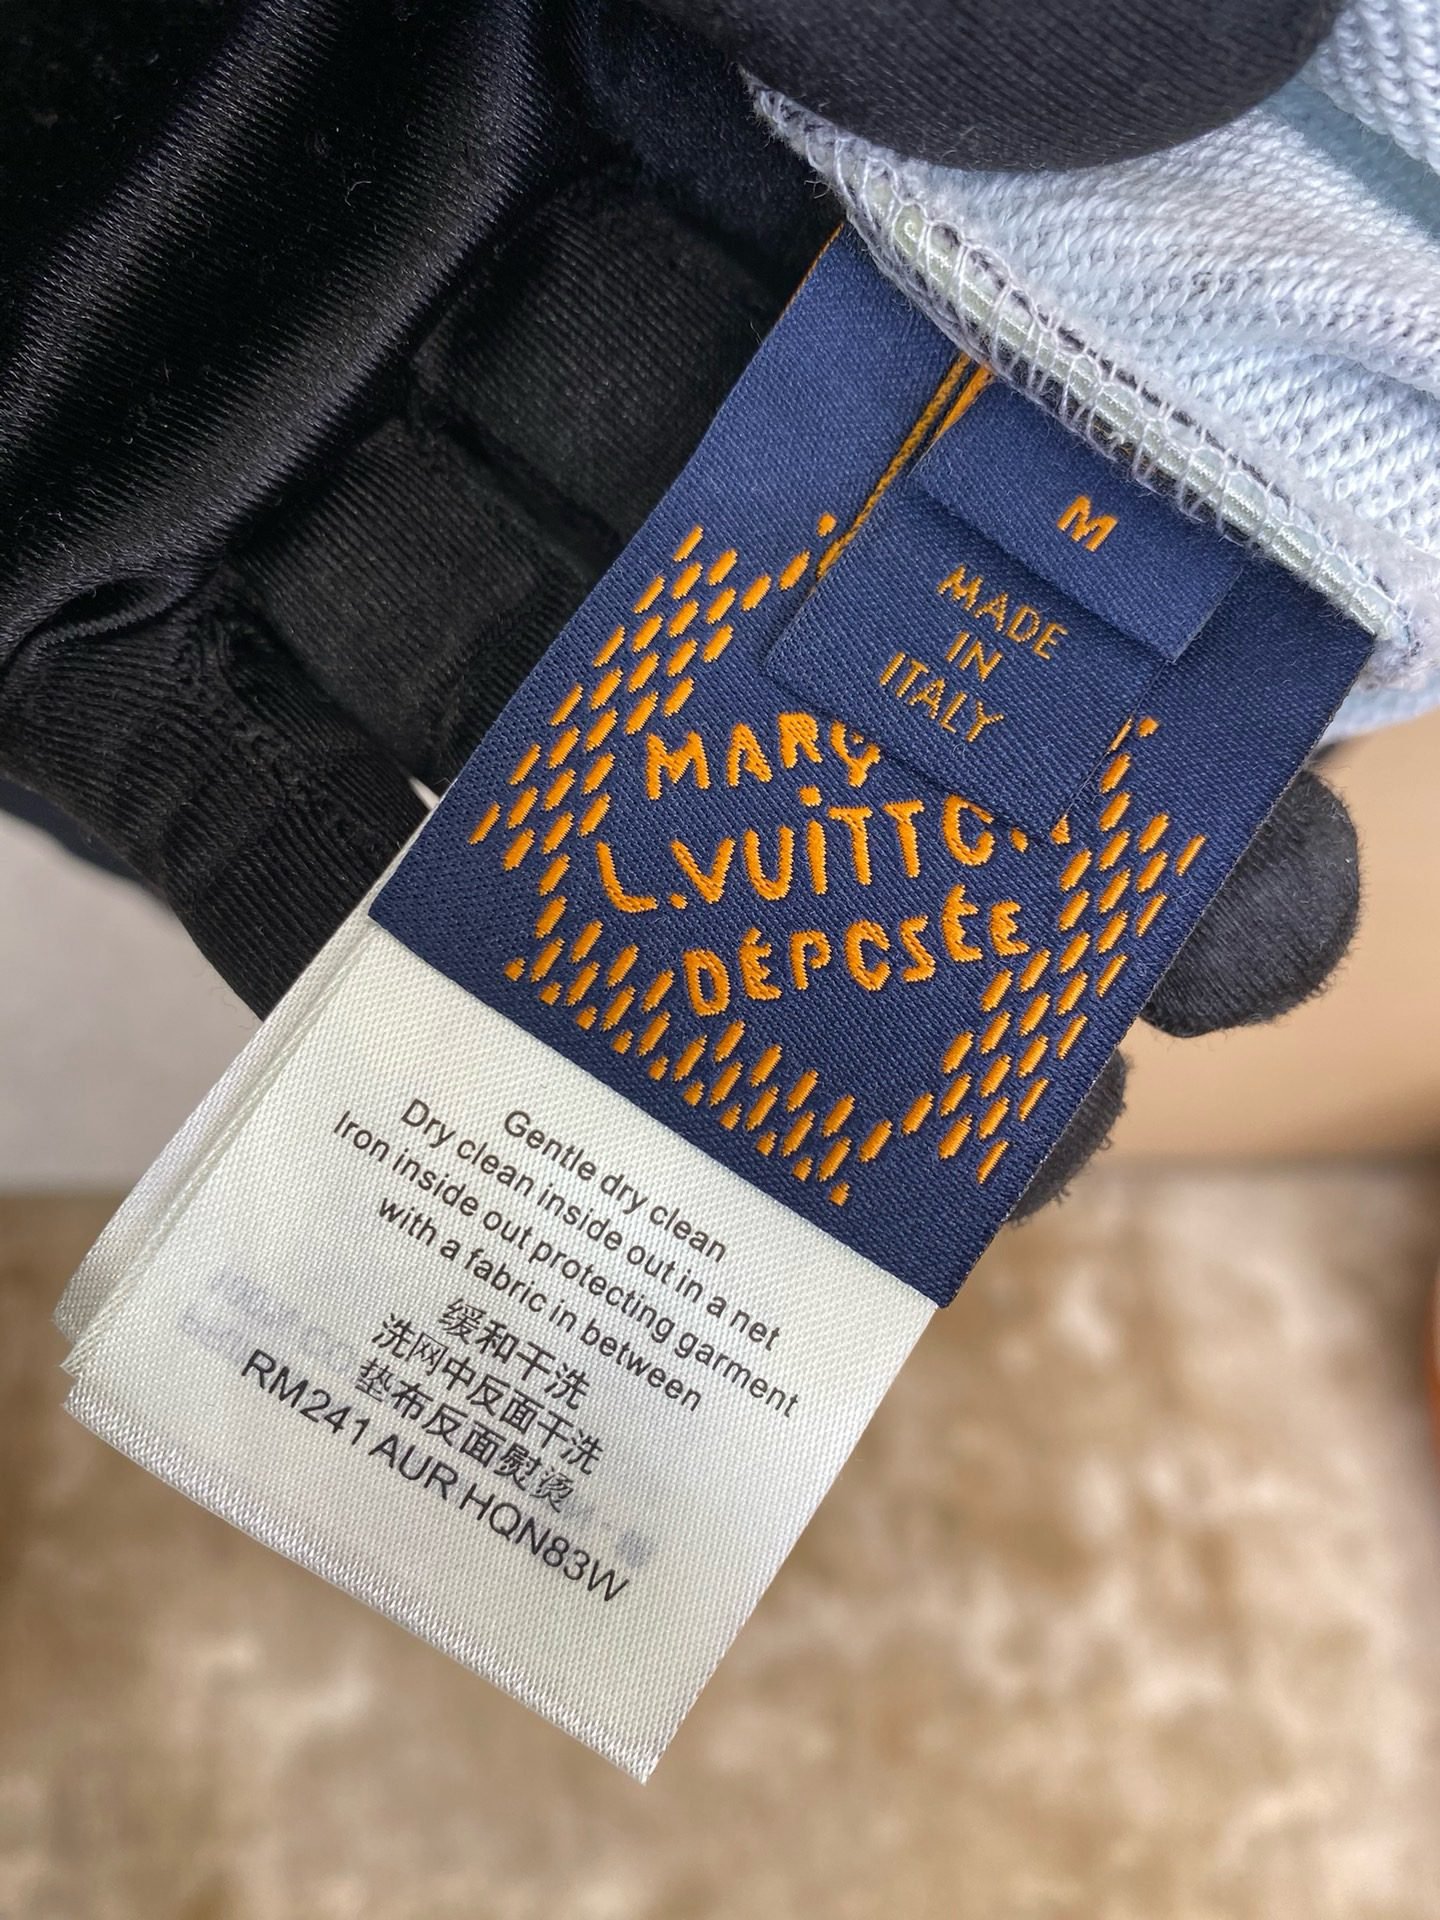 M
MADE
IN
ITALY
MARQ
L.VUITTO
DÉPOSÉE
Gentle dry clean
Dry clean inside out in a net
Iron inside out protecting garment
with a fabric in between
缓和干洗
洗网中反面干洗
垫布反面熨烫
RM241 AUR HQN83W